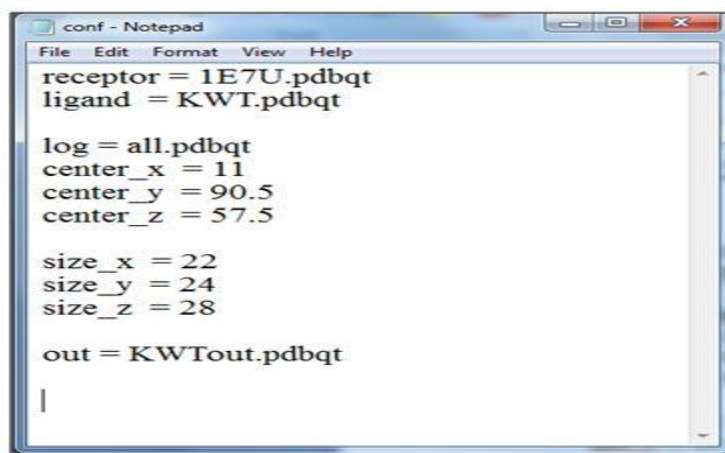 conf - Notepad
File Edit Format View Help
receptor = 1E7U.pdbqt
ligand = KWT.pdbqt
log = all.pdbqt
center_x = 11
center_y = 90.5
center_z = 57.5
size_x = 22
size_y = 24
size_z = 28
out = KWTout.pdbqt